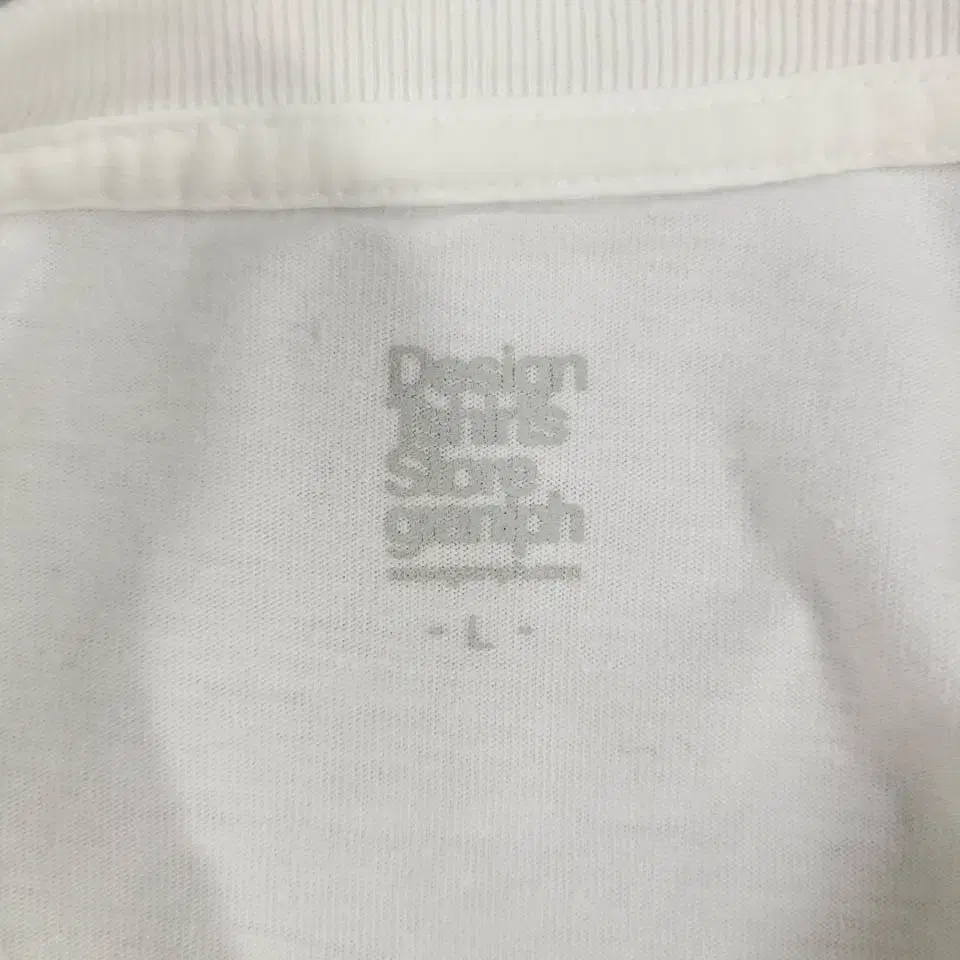 Design
Tshirts
Store
graniph
- L -